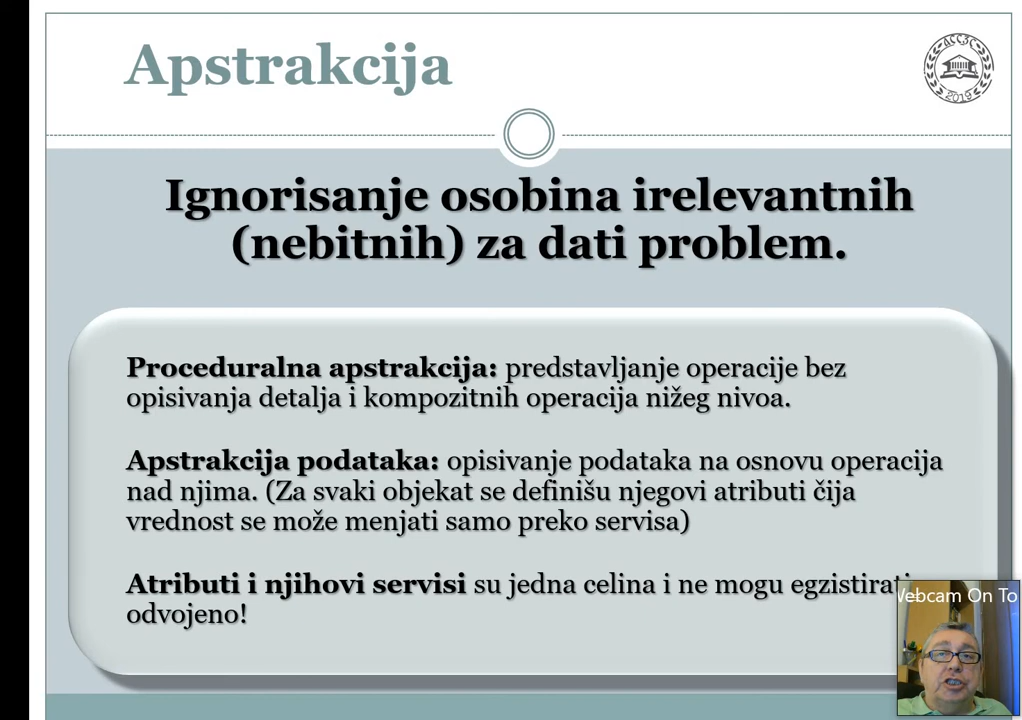 Apstrakcija
2019
Ignorisanje osobina irelevantnih
(nebitnih) za dati problem.
Proceduralna apstrakcija: predstavljanje operacije bez
opisivanja detalja i kompozitnih operacija nižeg nivoa.
Apstrakcija podataka: opisivanje podataka na osnovu operacija
nad njima. (Za svaki objekat se definišu njegovi atributi čija
vrednost se može menjati samo preko servisa)
Atributi i njihovi servisi su jedna celina i ne mogu egzistirati
odvojeno!
Webcam On To